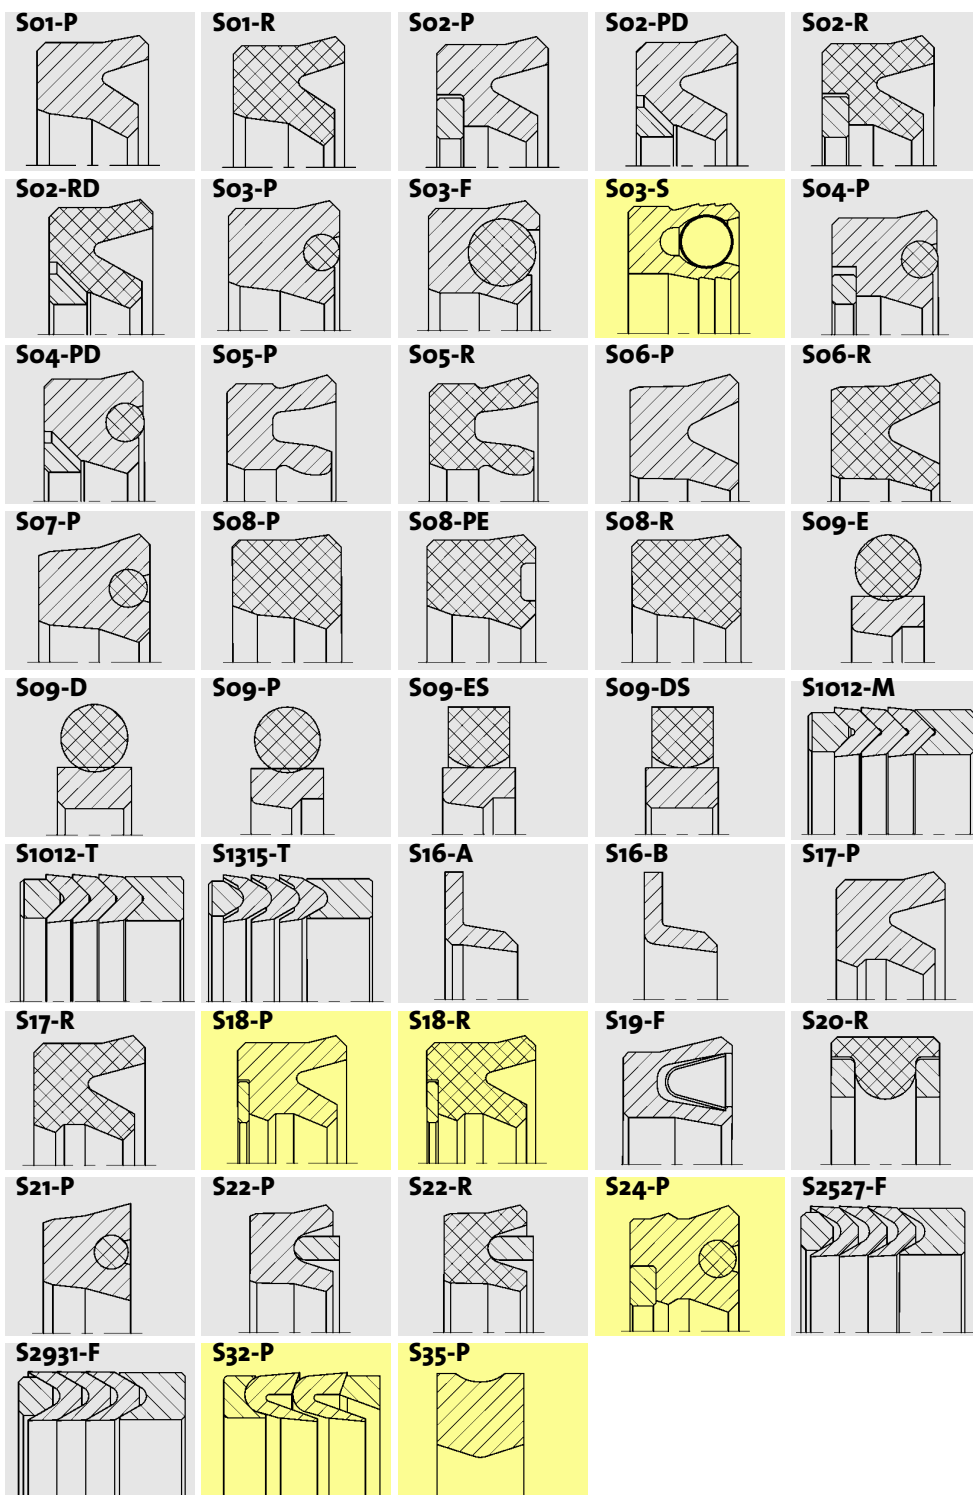 S01-P S01-R S02-P S02-PD S02-R
S02-RD S03-P S03-F S03-S S04-P
S04-PD S05-P S05-R S06-P S06-R
S07-P S08-P S08-PE S08-R S09-E
S09-D S09-P S09-ES S09-DS S1012-M
S1012-T S1315-T S16-A S16-B S17-P
S17-R S18-P S18-R S19-F S20-R
S21-P S22-P S22-R S24-P S2527-F
S2931-F S32-P S35-P